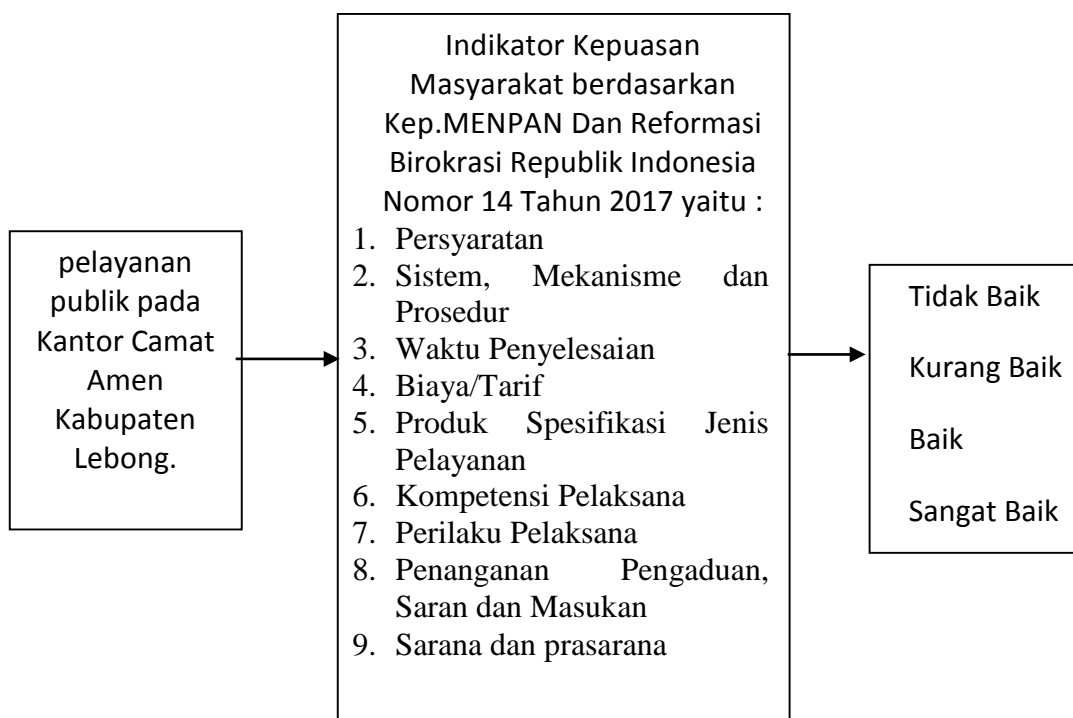 pelayanan
publik pada
Kantor Camat
Amen
Kabupaten
Lebong.
Indikator Kepuasan
Masyarakat berdasarkan
Kep.MENPAN Dan Reformasi
Birokrasi Republik Indonesia
Nomor 14 Tahun 2017 yaitu :
1. Persyaratan
2. Sistem, Mekanisme dan
Prosedur
3. Waktu Penyelesaian
4. Biaya/Tarif
5. Produk Spesifikasi Jenis
Pelayanan
6. Kompetensi Pelaksana
7. Perilaku Pelaksana
8. Penanganan Pengaduan,
Saran dan Masukan
9. Sarana dan prasarana
Tidak Baik
Kurang Baik
Baik
Sangat Baik